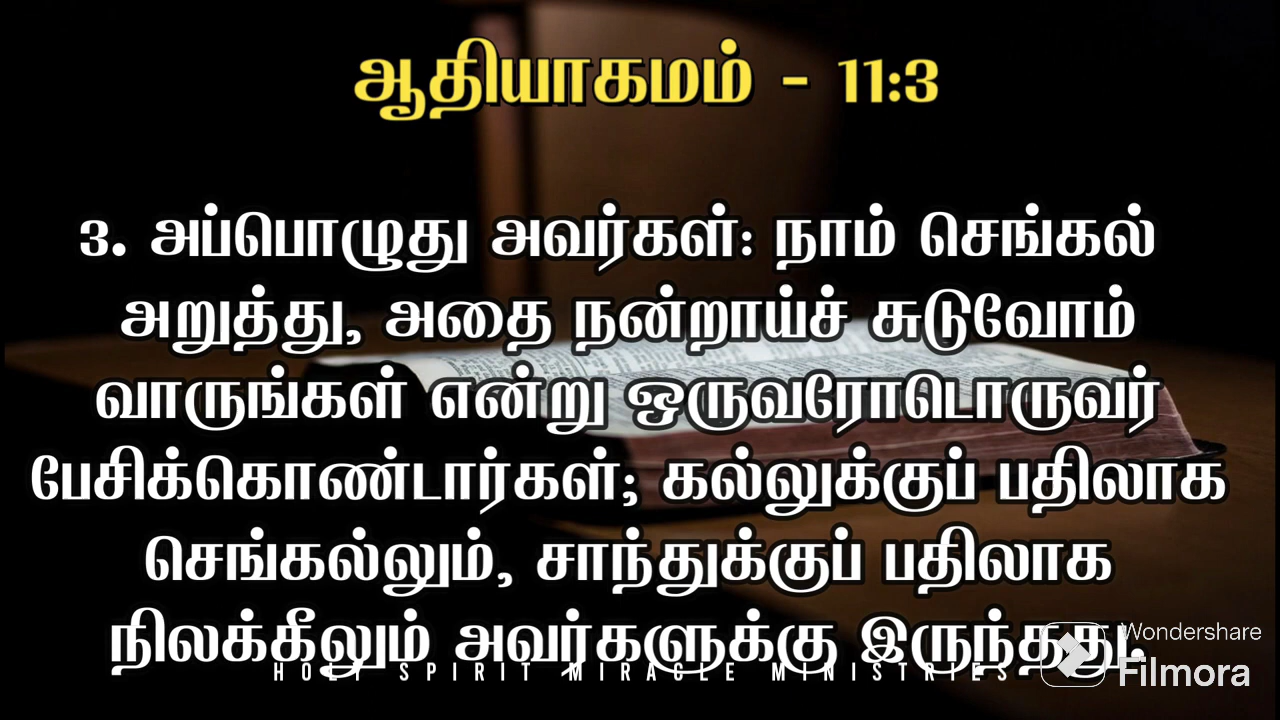 ஆதியாகமம் - 11:3
3. அப்பொழுது அவர்கள்: நாம் செங்கல்
அறுத்து, அதை நன்றாய்ச் சுடுவோம்
வாருங்கள் என்று ஒருவரோடொருவர்
பேசிக்கொண்டார்கள்; கல்லுக்குப் பதிலாக
செங்கல்லும், சாந்துக்குப் பதிலாக
நிலக்கீலும் அவர்களுக்கு இருந்தது.
HOLY SPIRIT MIRACLE MINISTRIES
Wondershare
Filmora